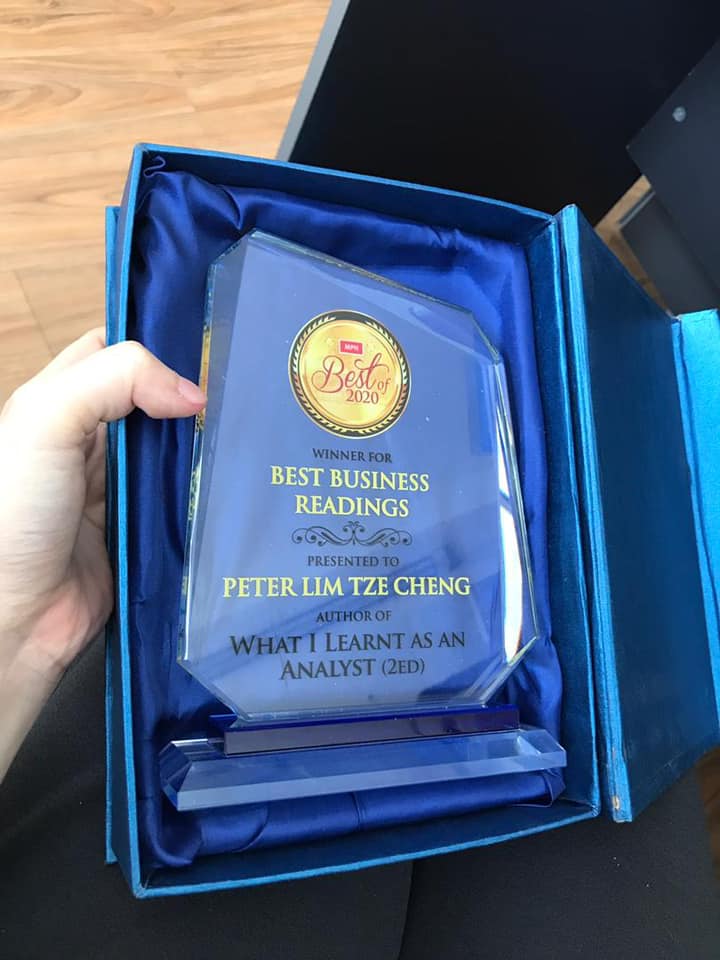 MPH
Best of
2020
WINNER FOR
BEST BUSINESS
READINGS
PRESENTED TO
PETER LIM TZE CHENG
AUTHOR OF
WHAT I LEARNT AS AN
ANALYST (2ED)